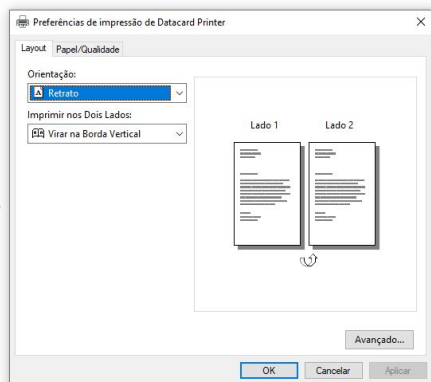 Preferências de impressão de Datacard Printer
Layout Papel/Qualidade
Orientação:
Retrato
Imprimir nos Dois Lados:
Virar na Borda Vertical
Lado 1 Lado 2
Avançado...
OK Cancelar Aplicar